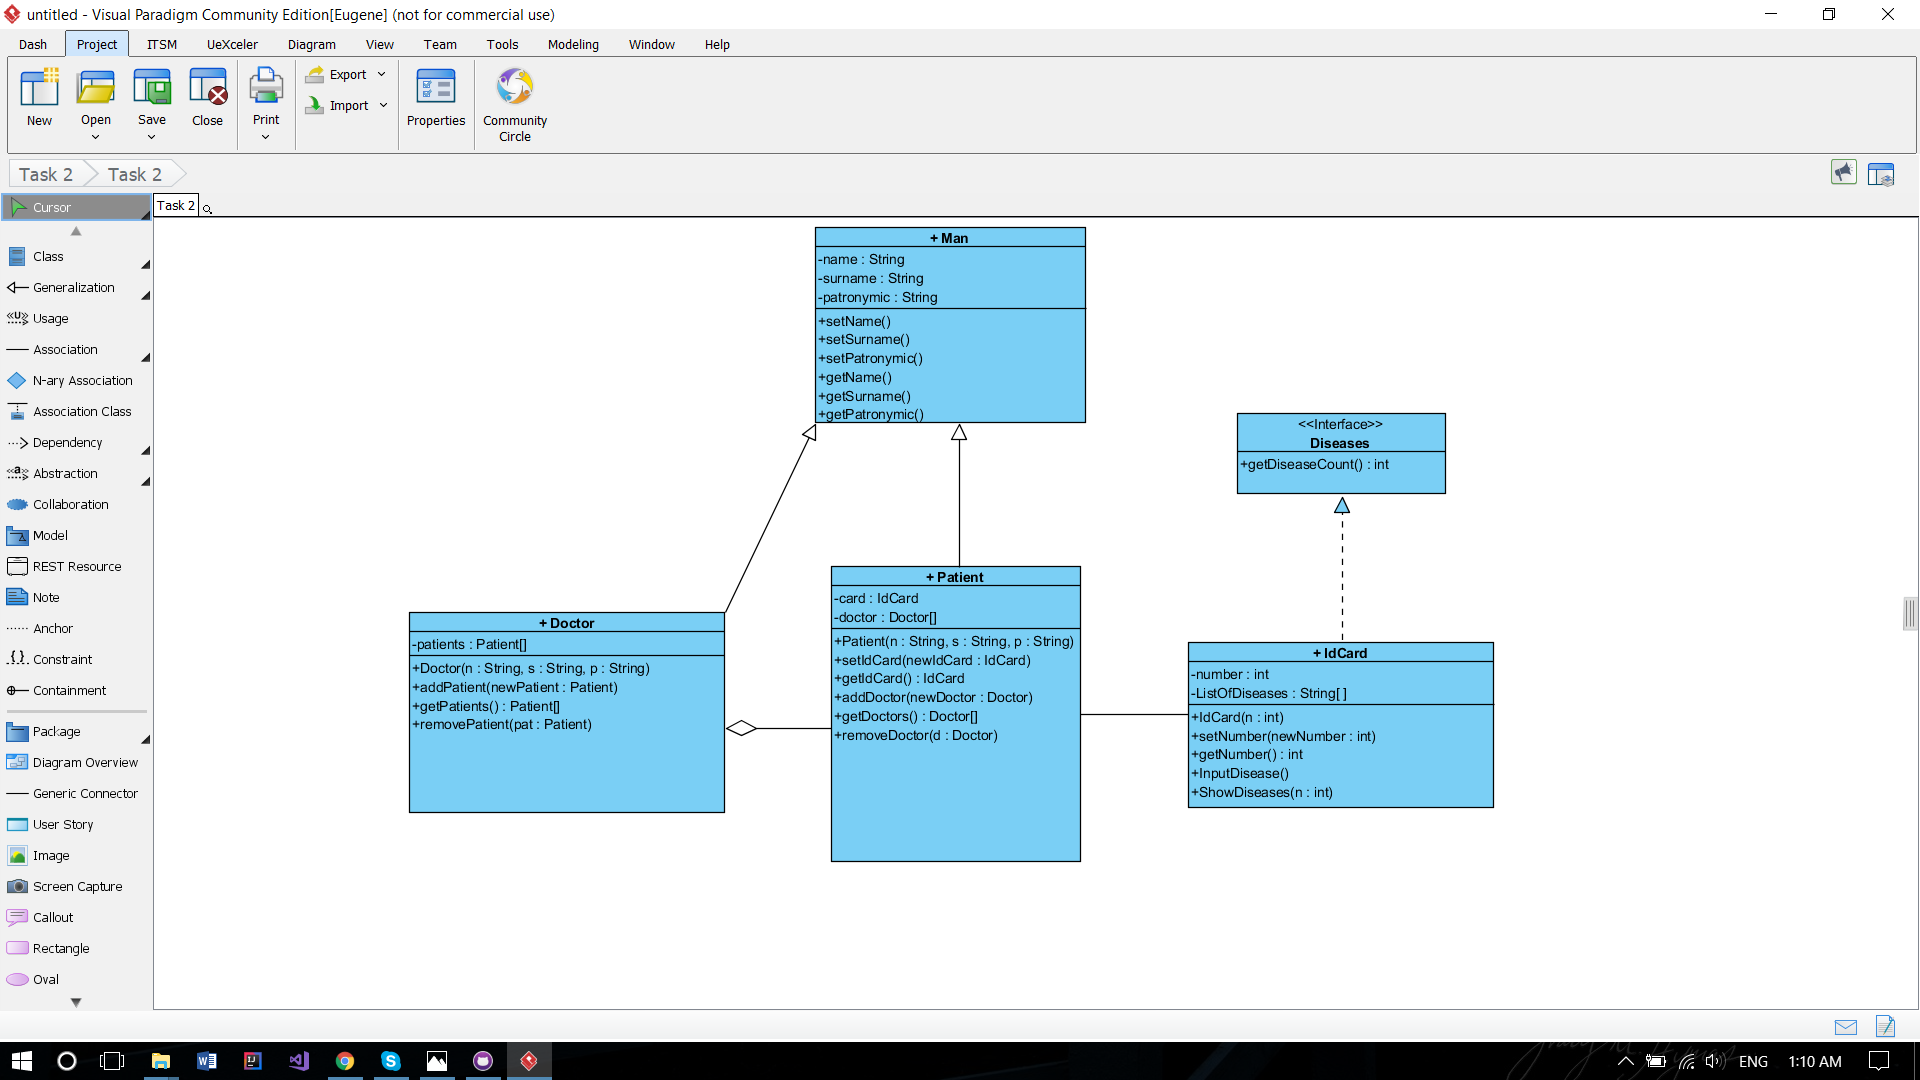 untitled - Visual Paradigm Community Edition[Eugene] (not for commercial use)
Dash Project ITSM UeXceler Diagram View Team Tools Modeling Window Help
New
Open
Save
Close
Print
Export
Import
Properties
Community
Circle
Task 2 Task 2
Cursor
Task 2
Class
Generalization
Usage
Association
N-ary Association
Association Class
Dependency
Abstraction
Collaboration
Model
REST Resource
Note
Anchor
Constraint
Containment
Package
Diagram Overview
Generic Connector
User Story
Image
Screen Capture
Callout
Rectangle
Oval
+ Man
-name : String
-surname : String
-patronymic : String
+setName()
+setSurname()
+setPatronymic()
+getName()
+getSurname()
+getPatronymic()
<<Interface>>
Diseases
+getDiseaseCount() : int
+ Doctor
-patients : Patient[]
+Doctor(n : String, s : String, p : String)
+addPatient(newPatient : Patient)
+getPatients() : Patient[]
+removePatient(pat : Patient)
+ Patient
-card : IdCard
-doctor : Doctor[]
+Patient(n : String, s : String, p : String)
+setIdCard(newIdCard : IdCard)
+getIdCard() : IdCard
+addDoctor(newDoctor : Doctor)
+getDoctors() : Doctor[]
+removeDoctor(d : Doctor)
+ IdCard
-number : int
-ListOfDiseases : String[ ]
+IdCard(n : int)
+setNumber(newNumber : int)
+getNumber() : int
+InputDisease()
+ShowDiseases(n : int)
ENG 1:10 AM